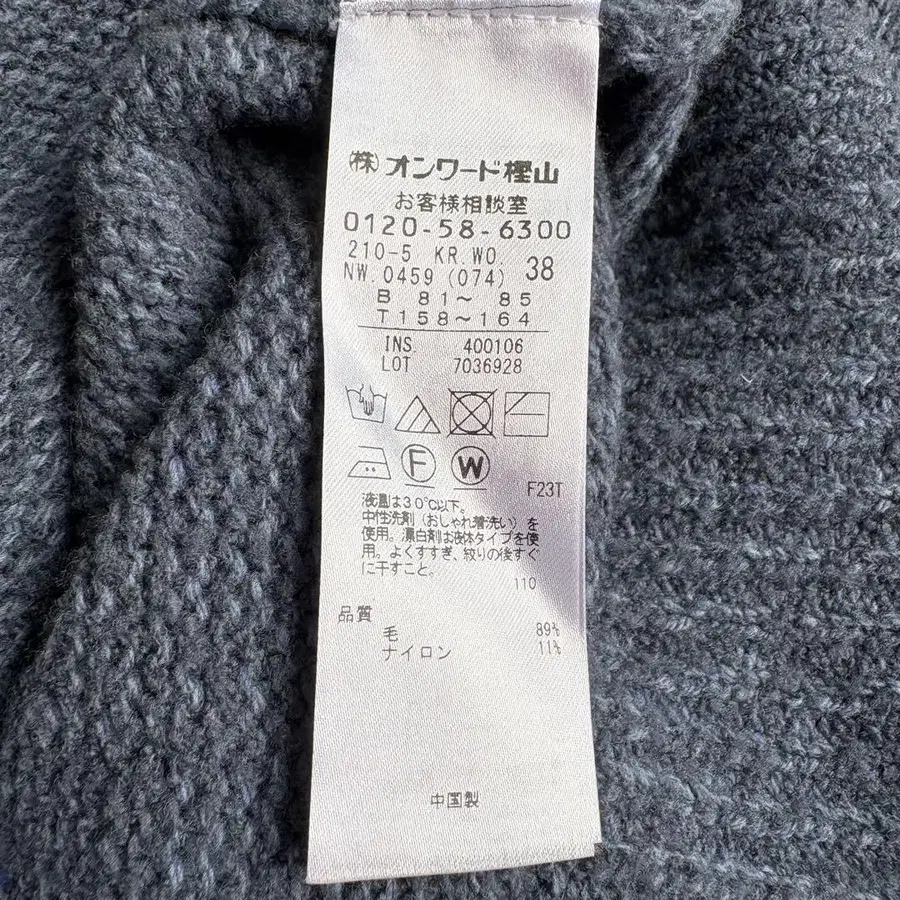 (株)オンワード樫山
お客様相談室
0120-58-6300
210-5 KR.WO.
NW.0459 (074) 38
B 81～ 85
T158～164
INS 400106
LOT 7036928
F W
F23T
液温は30℃以下。
中性洗剤(おしゃれ着洗い)を
使用。漂白剤は液体タイプを使
用。よくすすぎ、絞りの後すぐ
に干すこと。
110
品質
毛 89%
ナイロン 11%
中国製